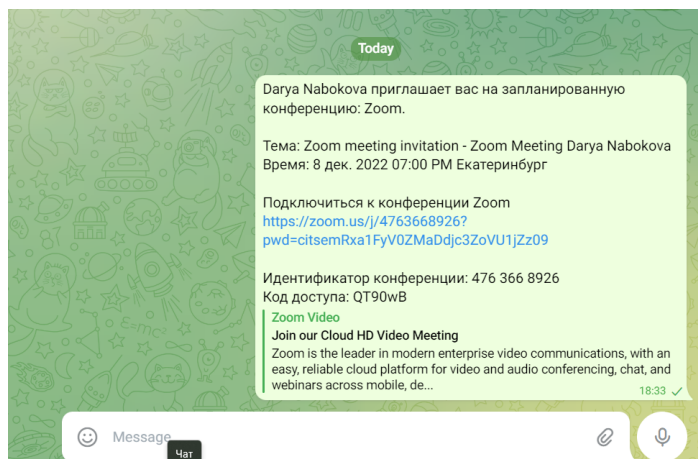 Today
Darya Nabokova приглашает вас на запланированную
конференцию: Zoom.
Тема: Zoom meeting invitation - Zoom Meeting Darya Nabokova
Время: 8 дек. 2022 07:00 PM Екатеринбург
Подключиться к конференции Zoom
https://zoom.us/j/4763668926?
pwd=citsemRxa1FyV0ZMaDdjc3ZoVU1jZz09
Идентификатор конференции: 476 366 8926
Код доступа: QT90wB
Zoom Video
Join our Cloud HD Video Meeting
Zoom is the leader in modern enterprise video communications, with an
easy, reliable cloud platform for video and audio conferencing, chat, and
webinars across mobile, de...
18:33
Message
Чат